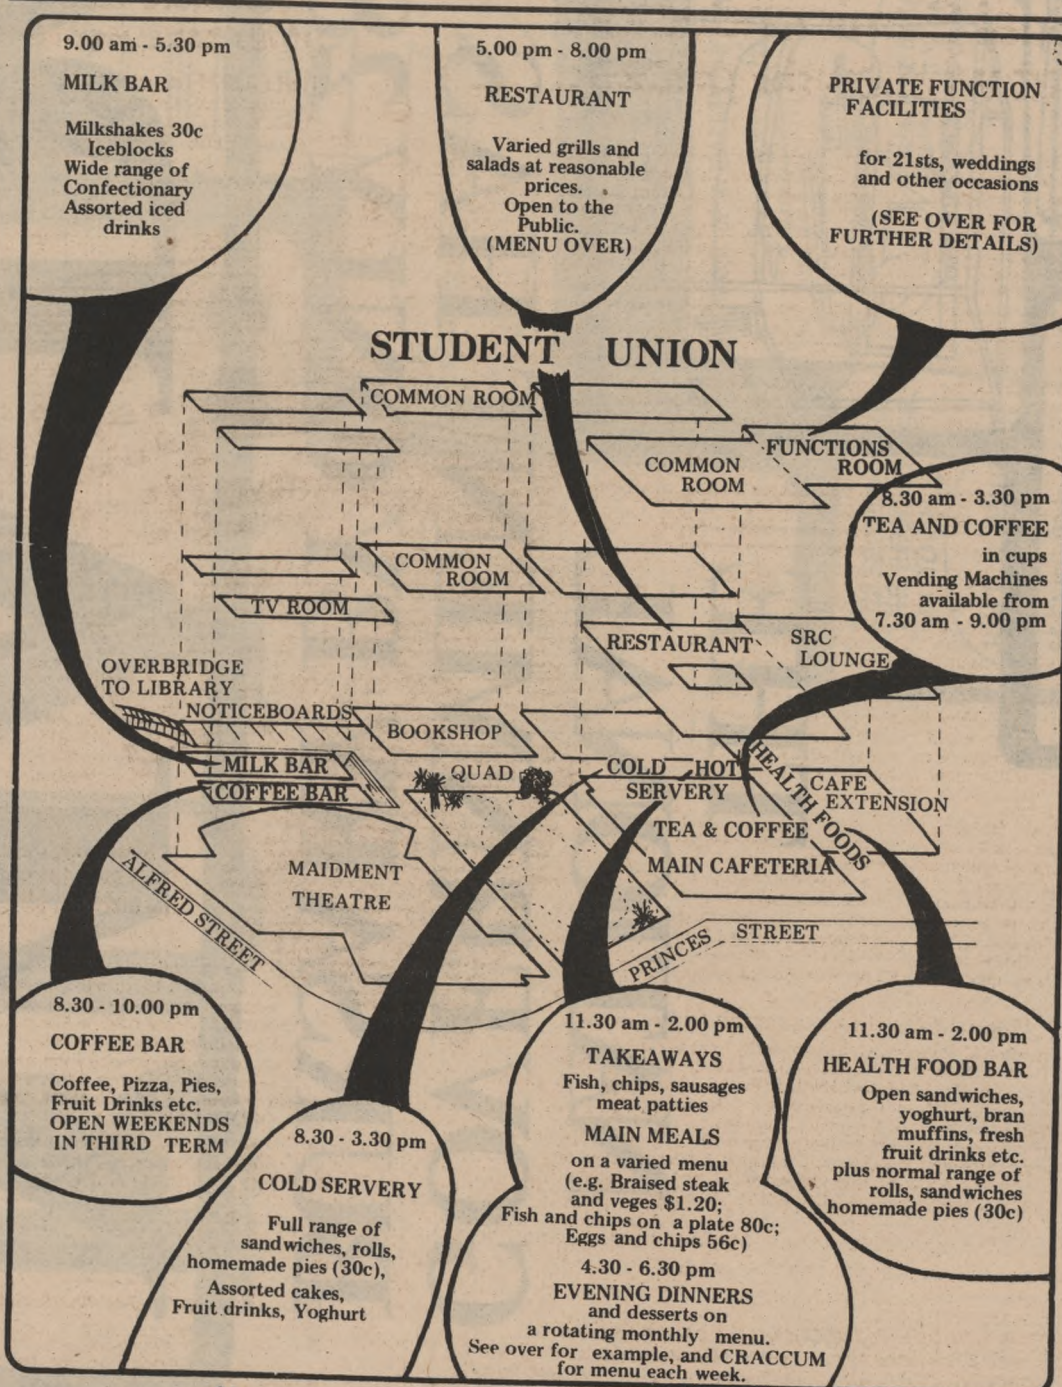 9.00 am - 5.30 pm
MILK BAR
Milkshakes 30c
Iceblocks
Wide range of
Confectionary
Assorted iced
drinks
5.00 pm - 8.00 pm
RESTAURANT
Varied grills and
salads at reasonable
prices.
Open to the
Public.
(MENU OVER)
PRIVATE FUNCTION
FACILITIES
for 21sts, weddings
and other occasions
(SEE OVER FOR
FURTHER DETAILS)
STUDENT UNION
COMMON ROOM
COMMON
ROOM
FUNCTIONS
ROOM
8.30 am - 3.30 pm
TEA AND COFFEE
in cups
Vending Machines
available from
7.30 am - 9.00 pm
COMMON
ROOM
TV ROOM
RESTAURANT
SRC
LOUNGE
OVERBRIDGE
TO LIBRARY
NOTICEBOARDS
BOOKSHOP
MILK BAR
COFFEE BAR
QUAD
COLD HOT
SERVERY
HEALTH FOODS
CAFE
EXTENSION
TEA & COFFEE
MAIN CAFETERIA
MAIDMENT
THEATRE
ALFRED STREET
PRINCES STREET
8.30 - 10.00 pm
COFFEE BAR
Coffee, Pizza, Pies,
Fruit Drinks etc.
OPEN WEEKENDS
IN THIRD TERM
8.30 - 3.30 pm
COLD SERVERY
Full range of
sandwiches, rolls,
homemade pies (30c),
Assorted cakes,
Fruit drinks, Yoghurt
11.30 am - 2.00 pm
TAKEAWAYS
Fish, chips, sausages
meat patties
MAIN MEALS
on a varied menu
(e.g. Braised steak
and veges $1.20;
Fish and chips on a plate 80c;
Eggs and chips 56c)
4.30 - 6.30 pm
EVENING DINNERS
and desserts on
a rotating monthly menu.
See over for example, and CRACCUM
for menu each week.
11.30 am - 2.00 pm
HEALTH FOOD BAR
Open sandwiches,
yoghurt, bran
muffins, fresh
fruit drinks etc.
plus normal range of
rolls, sandwiches
homemade pies (30c)